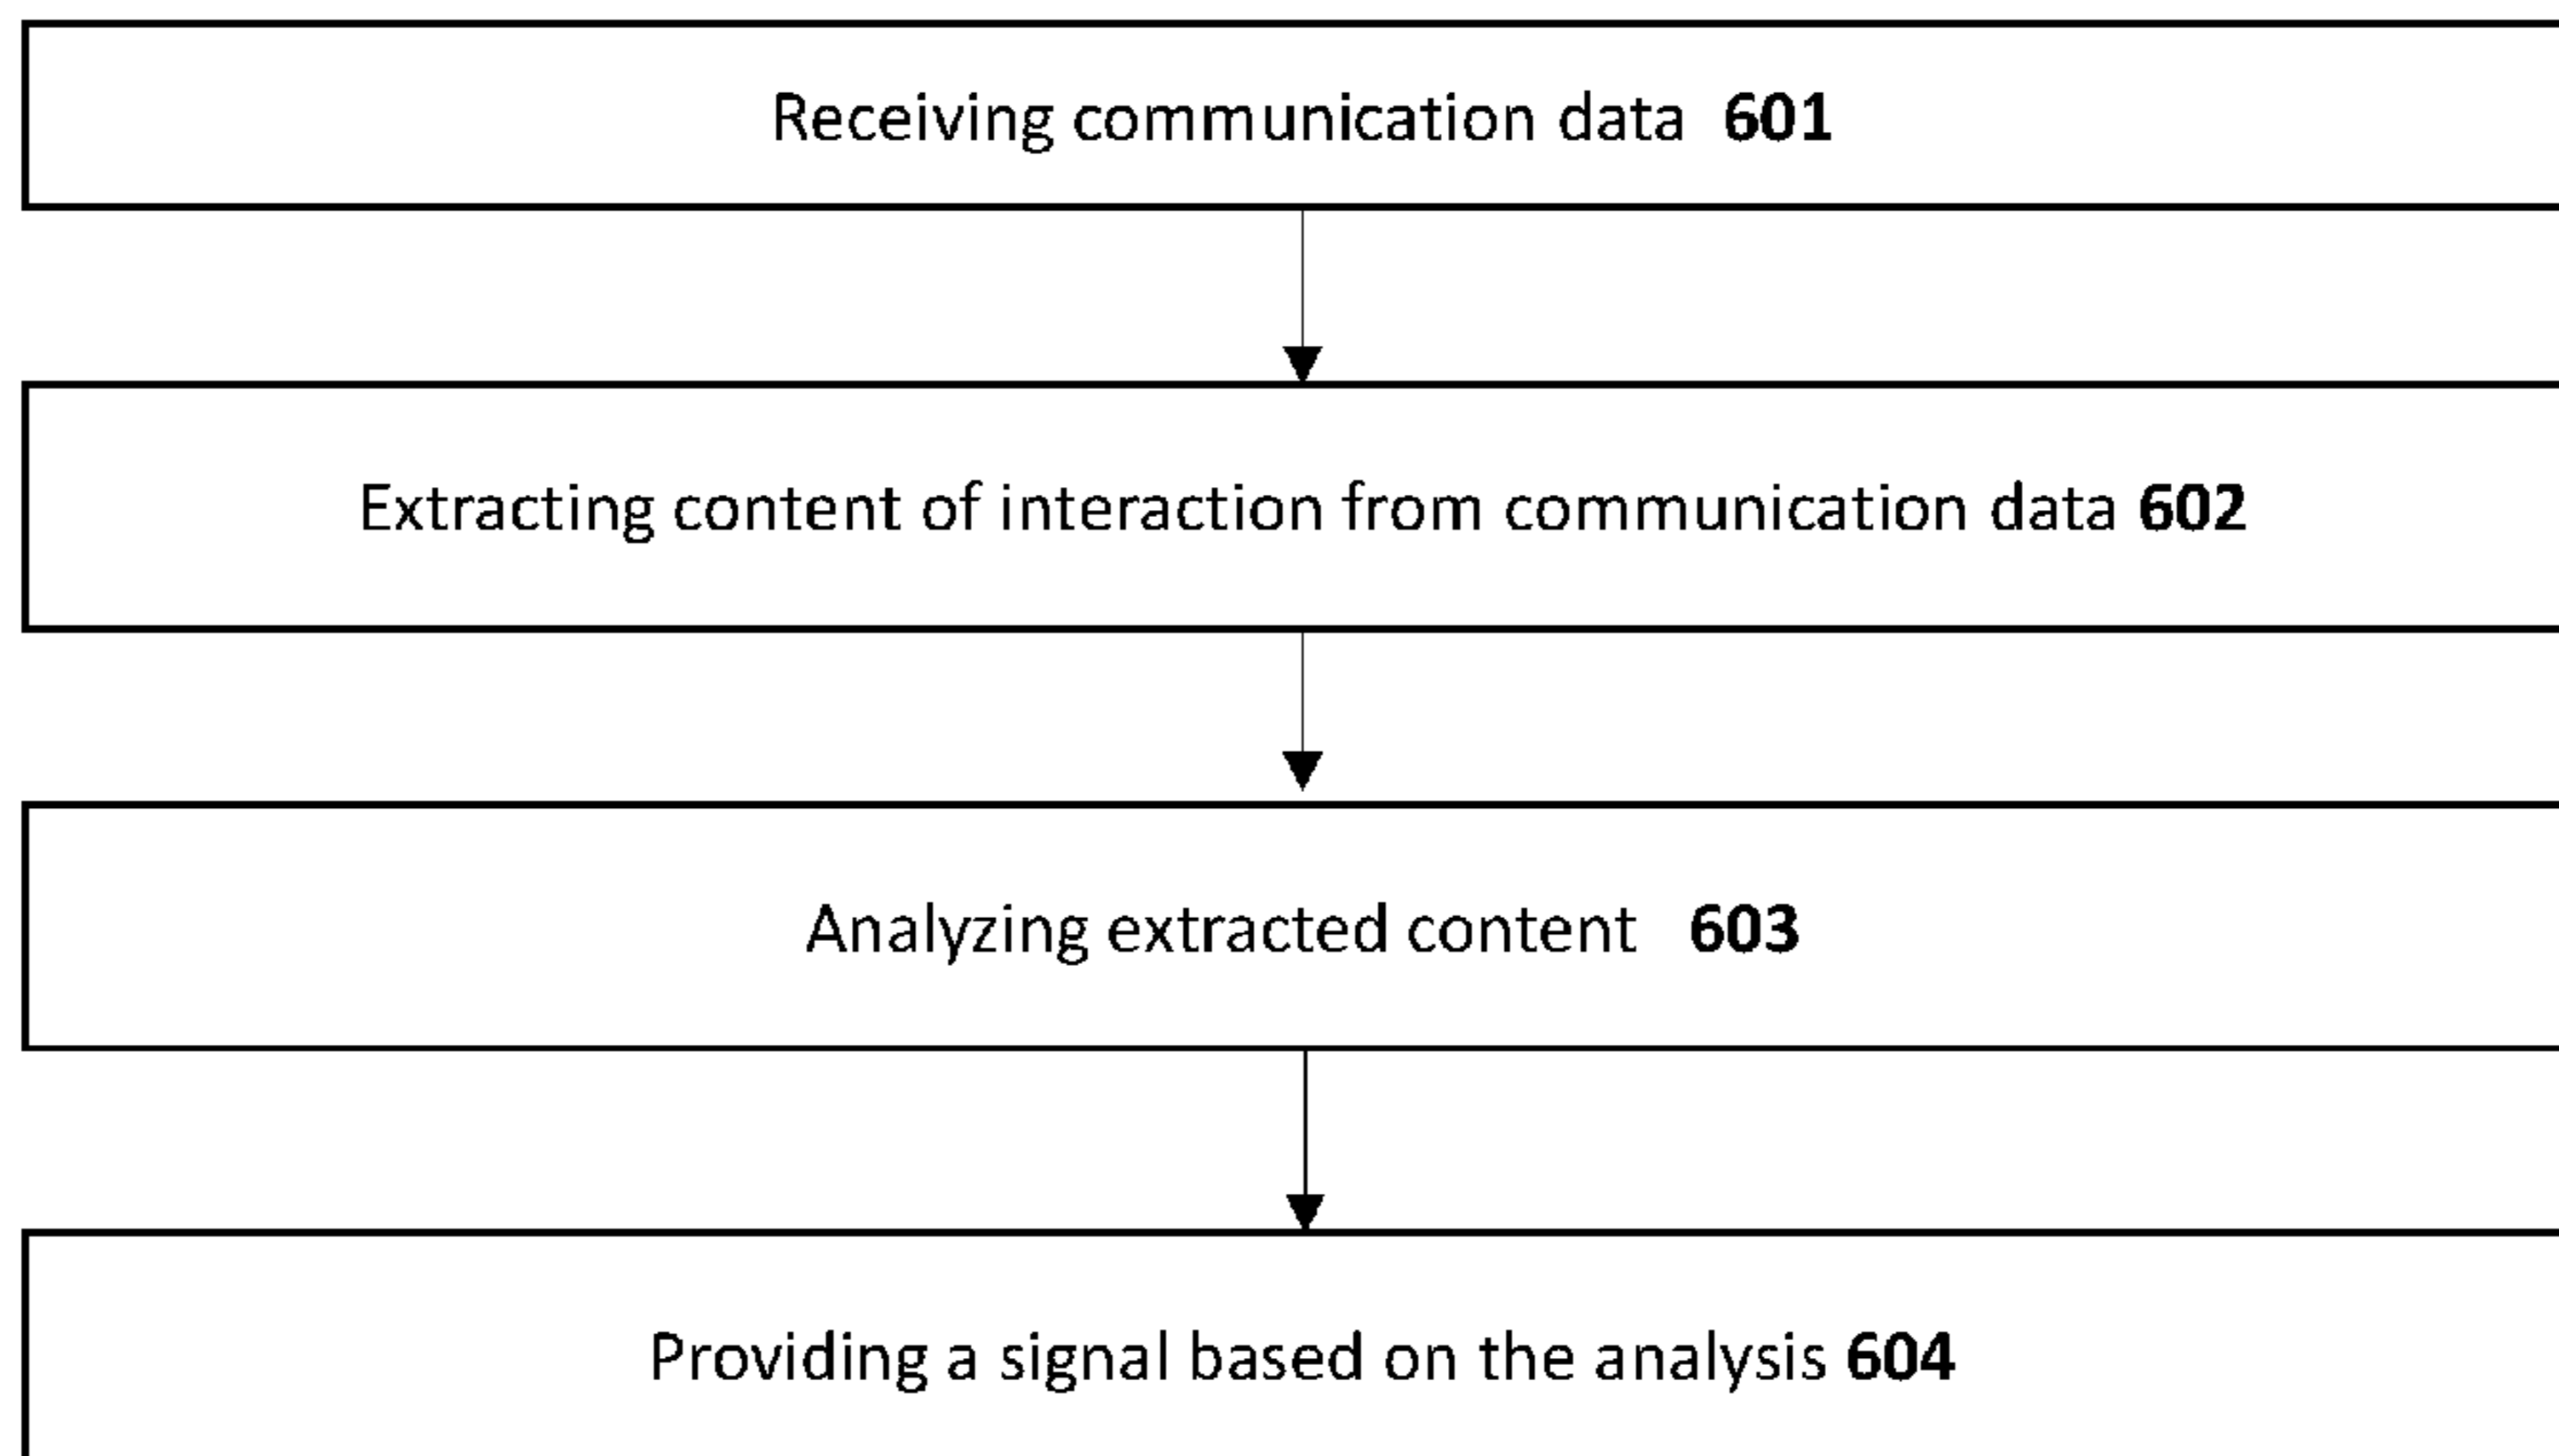 Receiving communication data 601
Extracting content of interaction from communication data 602
Analyzing extracted content 603
Providing a signal based on the analysis 604